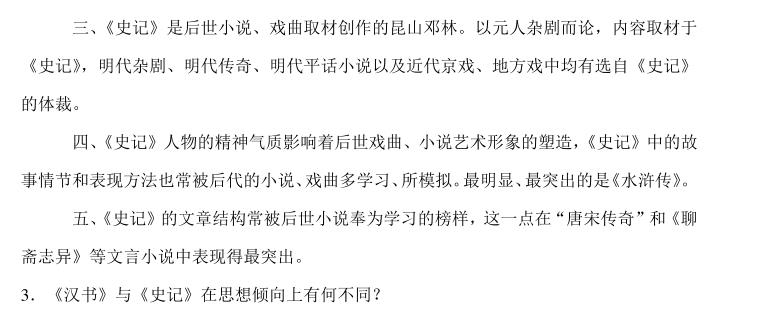 三、《史记》是后世小说、戏曲取材创作的昆山邓林。以元人杂剧而论，内容取材于
《史记》，明代杂剧、明代传奇、明代平话小说以及近代京戏、地方戏中均有选自《史记》
的体裁。
四、《史记》人物的精神气质影响着后世戏曲、小说艺术形象的塑造，《史记》中的故
事情节和表现方法也常被后代的小说、戏曲多学习、所模拟。最明显、最突出的是《水浒传》。
五、《史记》的文章结构常被后世小说奉为学习的榜样，这一点在“唐宋传奇”和《聊
斋志异》等文言小说中表现得最突出。
3．《汉书》与《史记》在思想倾向上有何不同？